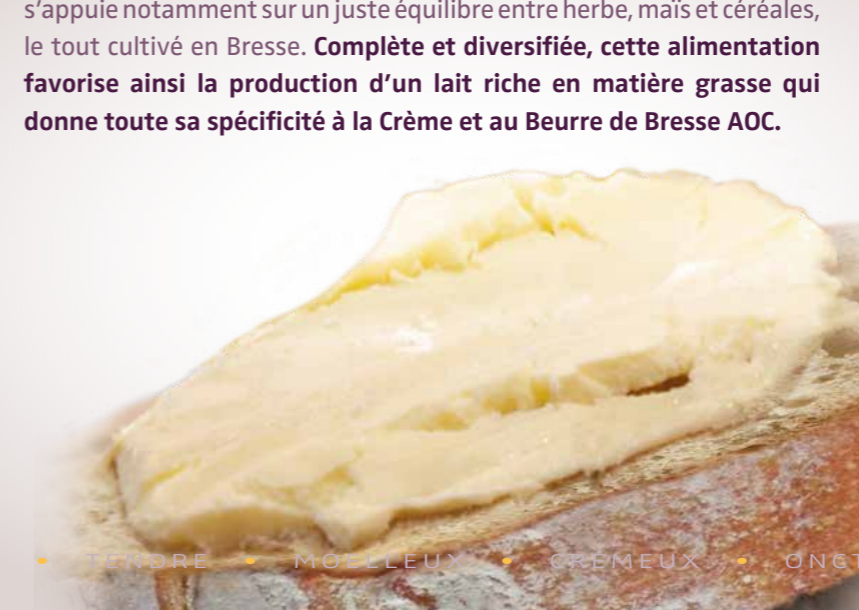 s’appuie notamment sur un juste équilibre entre herbe, maïs et céréales,
le tout cultivé en Bresse. Complète et diversifiée, cette alimentation
favorise ainsi la production d’un lait riche en matière grasse qui
donne toute sa spécificité à la Crème et au Beurre de Bresse AOC.
• TENDRE • MOELLEUX • CRÉMEUX • ONCT